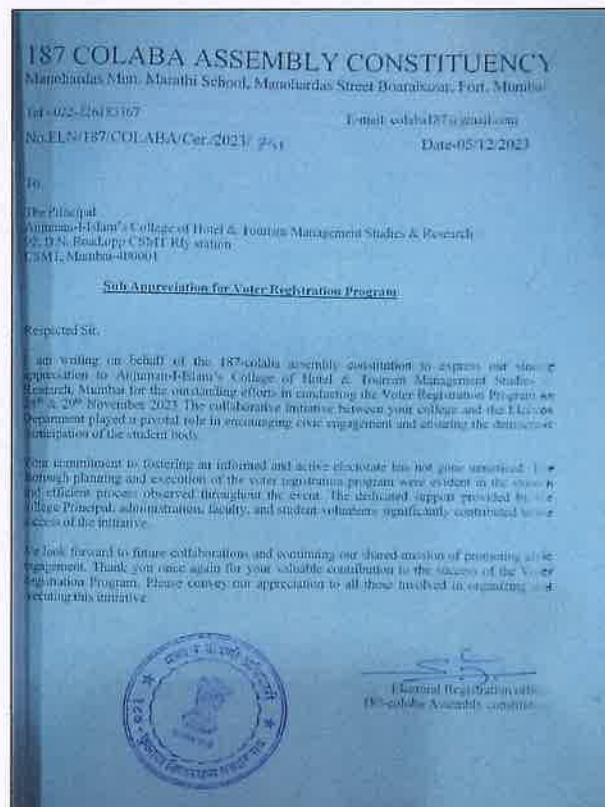 187 COLABA ASSEMBLY CONSTITUENCY
Manohardas Mun. Marathi School, Manohardas Street Boarabazar, Fort, Mumbai
Tel - 022-226183367
E-mail colaba187@gmail.com
No.ELN/187/COLABA/Cer./2023/
Date-05/12/2023
To,
The Principal
Anjuman-I-Islam's College of Hotel & Tourism Management Studies & Research
92, D.N. Road,opp CSMT Rly station
CSMT, Mumbai-400001
Sub Appreciation for Voter Registration Program
Respected Sir,
I am writing on behalf of the 187-colaba assembly constitution to express our
appreciation to Anjuman-I-Islam's College of Hotel & Tourism Management Studies
Research, Mumbai for the outstanding efforts in conducting the Voter Registration Program
& 29th November 2023 The collaborative initiative between your college and the Election
Department played a pivotal role in encouraging civic engagement and ensuring the democratic
participation of the student body.
Your commitment to fostering an informed and active electorate has not gone unnoticed.
thorough planning and execution of the voter registration program were evident in the
and efficient process observed throughout the event. The dedicated support provided by
college Principal, administration, faculty, and student volunteers significantly contributed to
success of the initiative.
We look forward to future collaborations and continuing our shared mission of promoting
engagement. Thank you once again for your valuable contribution to the success of the Voter
Registration Program. Please convey our appreciation to all those involved in organizing
executing this initiative
Electoral Registration
187-colaba Assembly